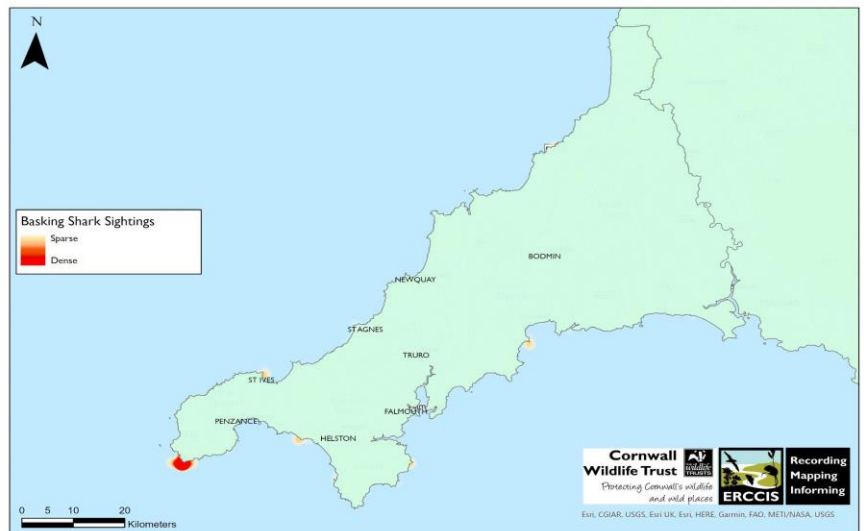 N
Basking Shark Sightings
Sparse
Dense
BODMIN
NEWQUAY
ST AGNES
TRURO
ST IVES
FALMOUTH
PENZANCE
HELSTON
0 5 10 20
Kilometers
Cornwall
Wildlife Trust
WILDLIFE
TRUSTS
Protecting Cornwall's wildlife
and wild places
ERCCIS
Recording
Mapping
Informing
Esri, CGIAR, USGS, Esri UK, Esri, HERE, Garmin, FAO, METI/NASA, USGS